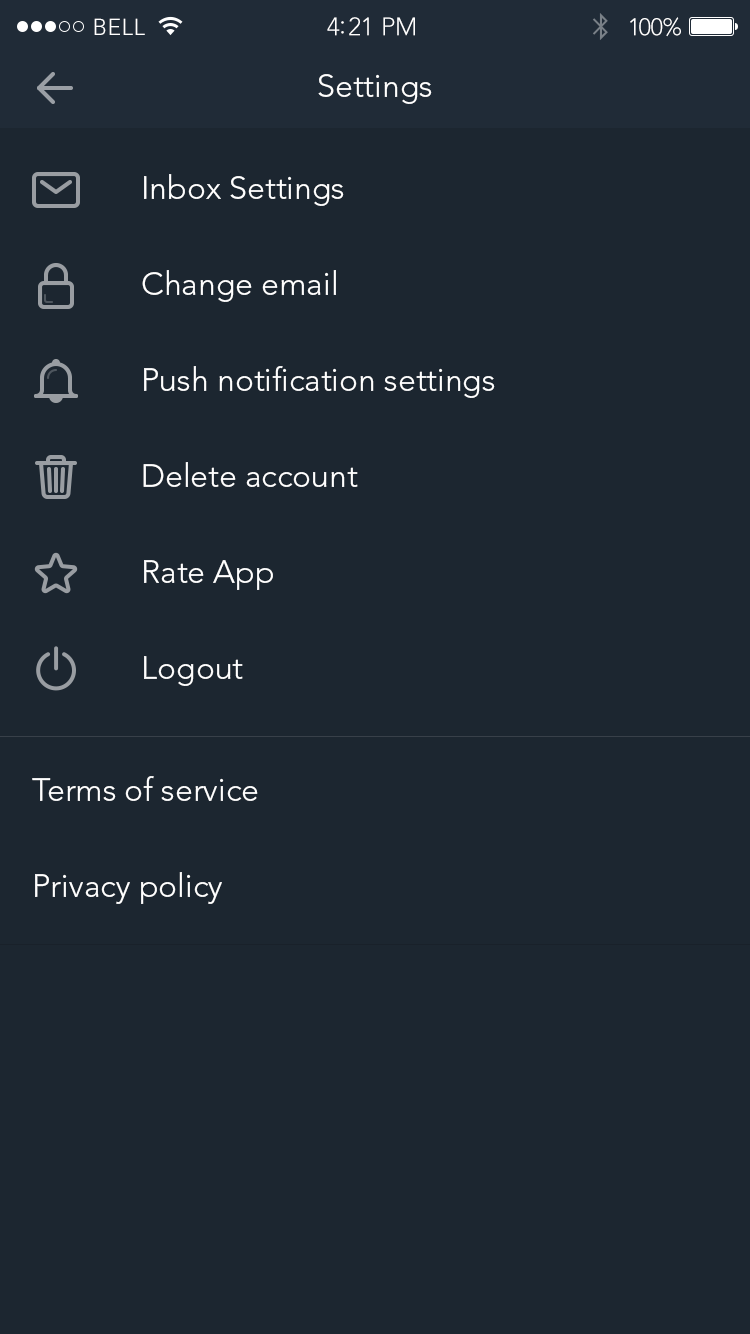 BELL 4:21 PM 100%
Settings
Inbox Settings
Change email
Push notification settings
Delete account
Rate App
Logout
Terms of service
Privacy policy